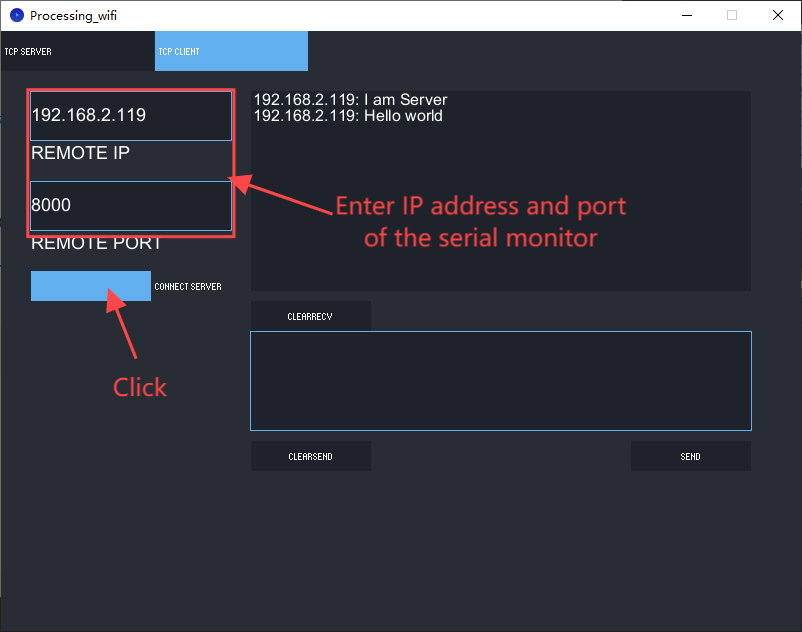 Processing_wifi
TCP SERVER
TCP CLIENT
192.168.2.119
REMOTE IP
8000
REMOTE PORT
CONNECT SERVER
Click
192.168.2.119: I am Server
192.168.2.119: Hello world
Enter IP address and port
of the serial monitor
CLEARRECV
CLEARSEND
SEND